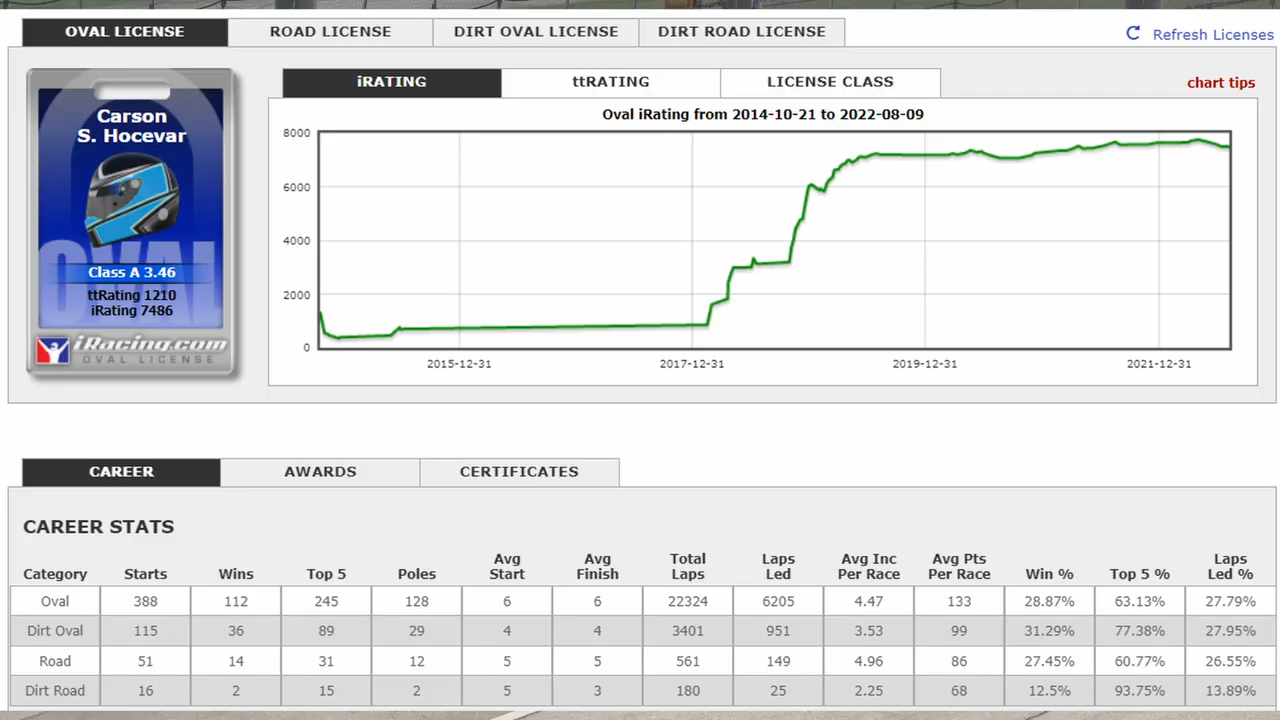 OVAL LICENSE ROAD LICENSE DIRT OVAL LICENSE DIRT ROAD LICENSE
Refresh Licenses
iRATING ttRATING LICENSE CLASS
chart tips
Carson
S. Hocevar
OVAL
Class A 3.46
ttRating 1210
iRating 7486
iRacing.com
OVAL LICENSE
Oval iRating from 2014-10-21 to 2022-08-09
8000
6000
4000
2000
0
2015-12-31 2017-12-31 2019-12-31 2021-12-31
CAREER AWARDS CERTIFICATES
CAREER STATS
Category Starts Wins Top 5 Poles Avg Start Avg Finish Total Laps Laps Led Avg Inc Per Race Avg Pts Per Race Win % Top 5 % Laps Led %
Oval 388 112 245 128 6 6 22324 6205 4.47 133 28.87% 63.13% 27.79%
Dirt Oval 115 36 89 29 4 4 3401 951 3.53 99 31.29% 77.38% 27.95%
Road 51 14 31 12 5 5 561 149 4.96 86 27.45% 60.77% 26.55%
Dirt Road 16 2 15 2 5 3 180 25 2.25 68 12.5% 93.75% 13.89%